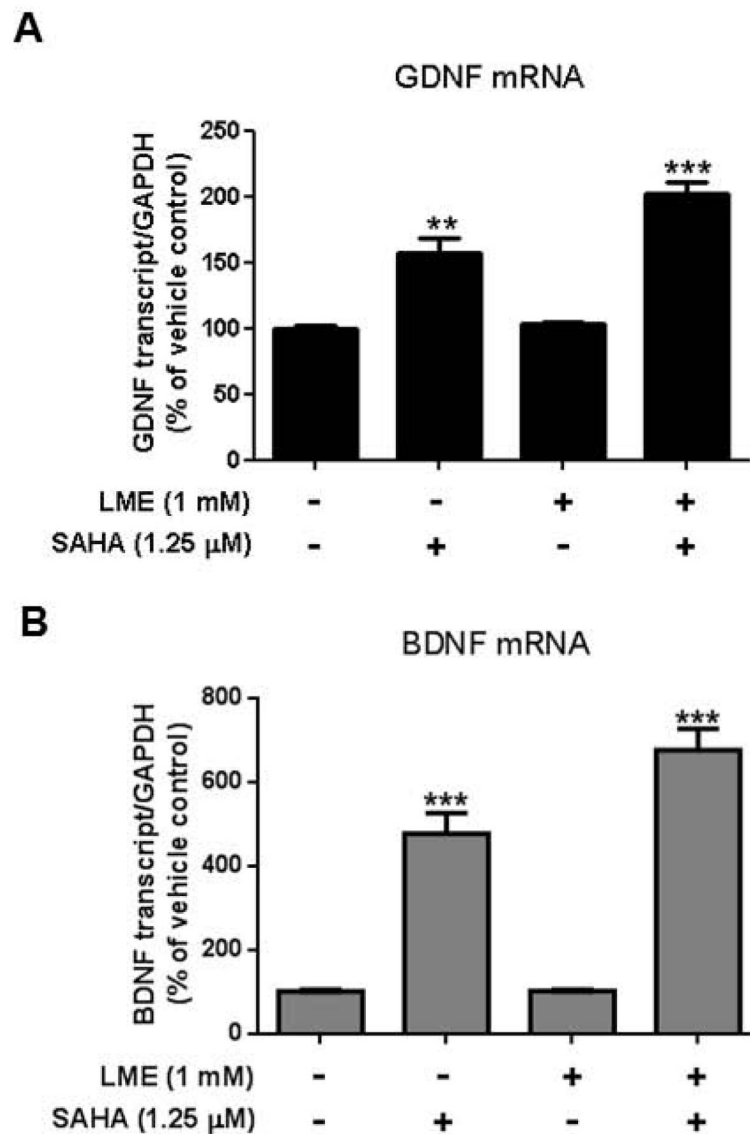 A
GDNF mRNA
GDNF transcript/GAPDH
(% of vehicle control)
250
200
150
100
50
0
**
***
LME (1 mM) - - + +
SAHA (1.25 μM) - + - +
B
BDNF mRNA
BDNF transcript/GAPDH
(% of vehicle control)
800
600
400
200
0
***
***
LME (1 mM) - - + +
SAHA (1.25 μM) - + - +